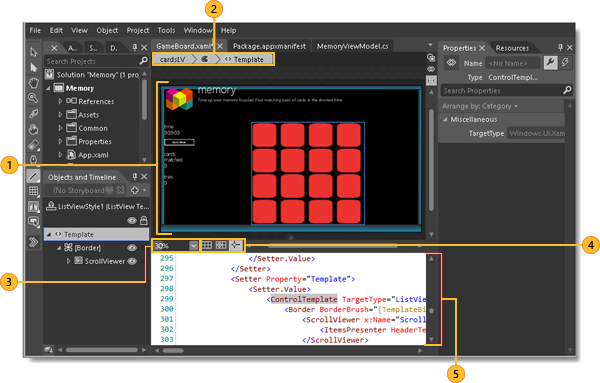 2
File Edit View Object Project Tools Window Help
A.. S.. D.
Search Projects
Solution "Memory" (1 proj
Memory
References
Assets
Common
Properties
App.xaml
Objects and Timeline
(No Storyboard
ListViewStyle1 (ListView Te..
Template
[Border]
ScrollViewer
GameBoard.xaml* Package.appxmanifest MemoryViewModel.cs
cardsLV Template
memory
Time up your memory muscles! Find matching pairs of cards in the shortest time.
time
00:00:00
cards
matched
0
tries
0
1
30%
3
4
295 </Setter.Value>
296 </Setter>
297 <Setter Property="Template">
298 <Setter.Value>
299 <ControlTemplate TargetType="ListVie
300 <Border BorderBrush="{TemplateBi
301 <ScrollViewer x:Name="Scroll
302 <ItemsPresenter HeaderTe
303 </ScrollViewer>
5
Properties Resources
Name <No Name>
Type ControlTempl...
Search Properties
Arrange by: Category
Miscellaneous
TargetType Windows.UI.Xam